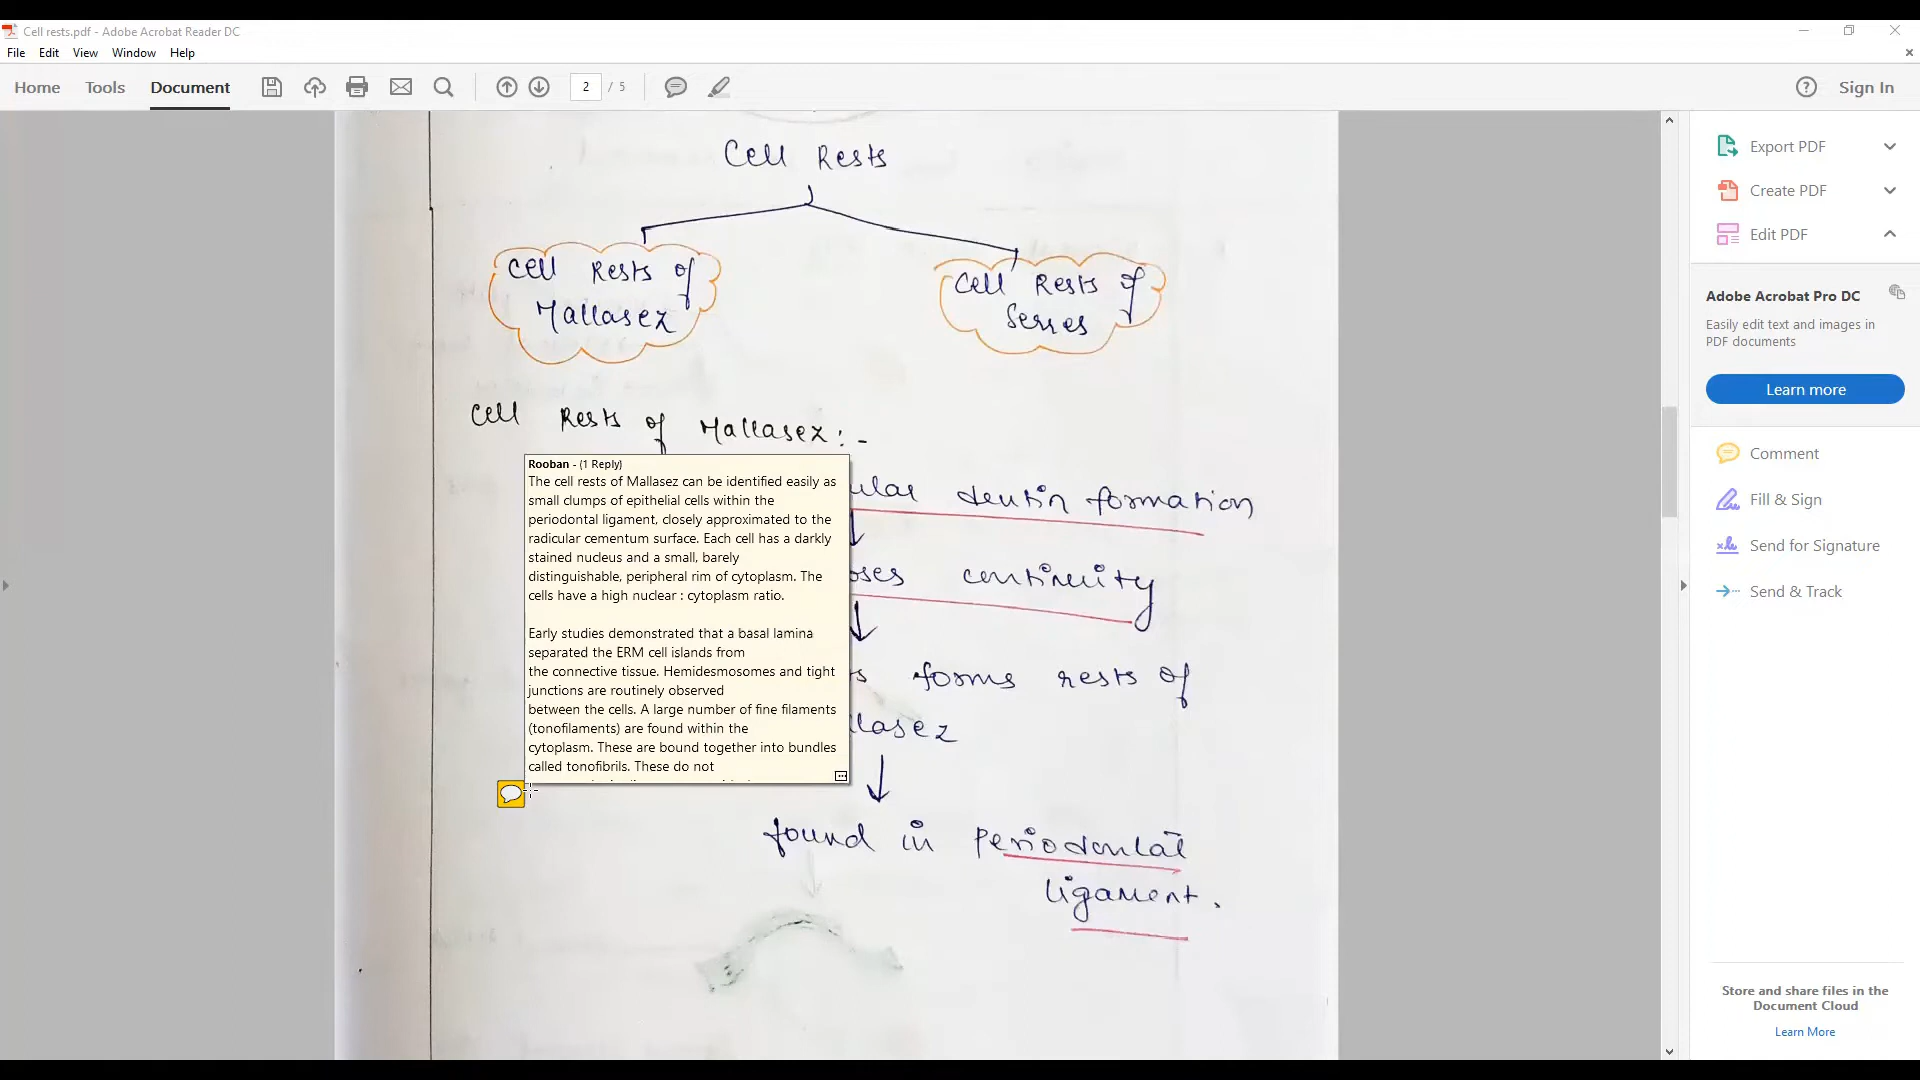 Cell rests.pdf - Adobe Acrobat Reader DC
File Edit View Window Help
Home Tools Document 2 / 5 Sign In
Cell Rests
Cell Rests of
Mallasez
Cell Rests of
Serres
Cell Rests of Mallasez :-
Rooban - (1 Reply)
The cell rests of Mallasez can be identified easily as
small clumps of epithelial cells within the
periodontal ligament, closely approximated to the
radicular cementum surface. Each cell has a darkly
stained nucleus and a small, barely
distinguishable, peripheral rim of cytoplasm. The
cells have a high nuclear : cytoplasm ratio.
Early studies demonstrated that a basal lamina
separated the ERM cell islands from
the connective tissue. Hemidesmosomes and tight
junctions are routinely observed
between the cells. A large number of fine filaments
(tonofilaments) are found within the
cytoplasm. These are bound together into bundles
called tonofibrils. These do not
dentin formation
continuity
forms rests of
found in periodontal
ligament.
Export PDF
Create PDF
Edit PDF
Adobe Acrobat Pro DC
Easily edit text and images in
PDF documents
Learn more
Comment
Fill & Sign
Send for Signature
Send & Track
Store and share files in the
Document Cloud
Learn More